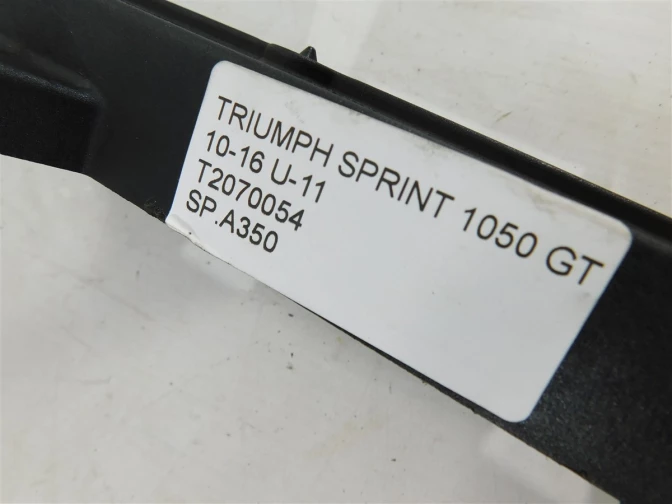 TRIUMPH SPRINT 1050 GT
10-16 U-11
T2070054
SP.A350